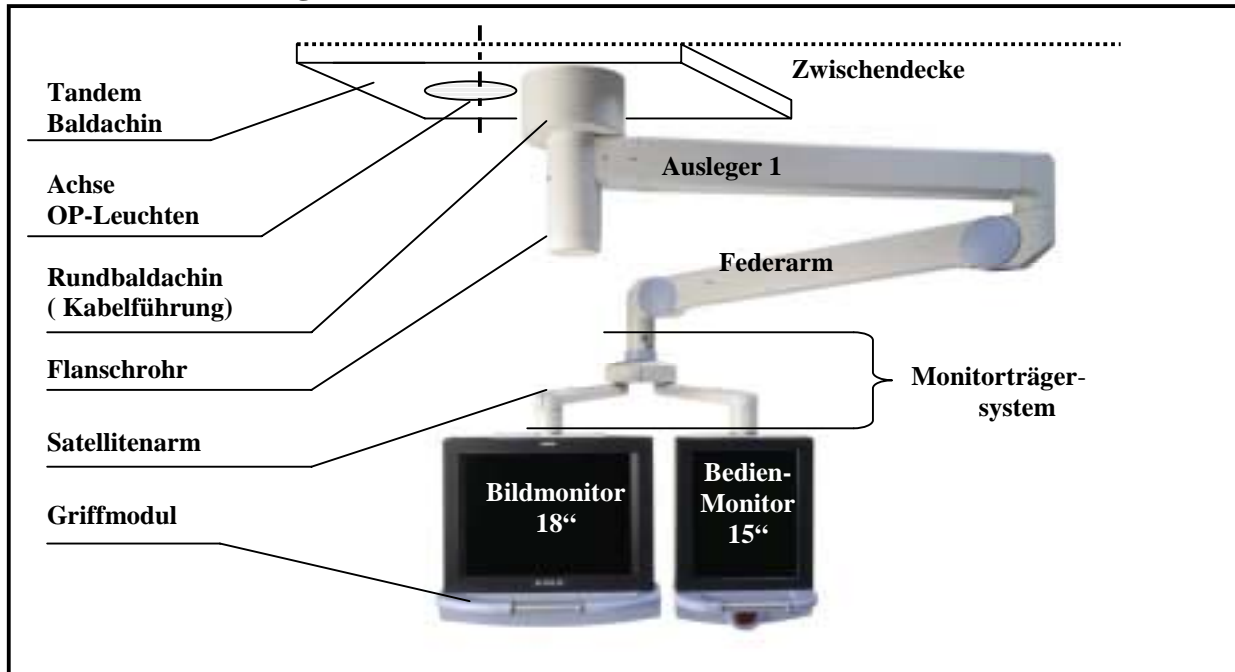 Zwischendecke
Tandem
Baldachin
Ausleger 1
Achse
OP-Leuchten
Federarm
Rundbaldachin
( Kabelführung)
Flanschrohr
Monitorträger-
system
Satellitenarm
Bildmonitor
18“
Bedien-
Monitor
15“
Griffmodul